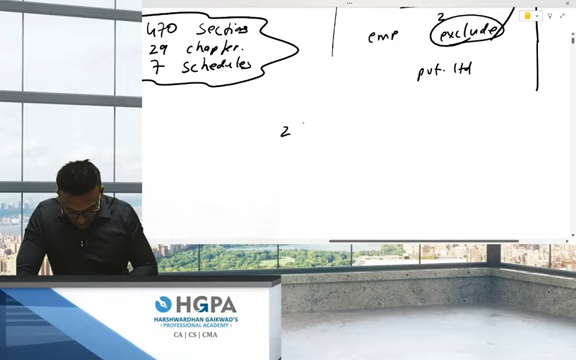 470 Sections
29 chapter.
7 schedules
2
emp exclude
pvt. ltd
2
HGPA
HARSHWARDHAN GAIKWAD'S
PROFESSIONAL ACADEMY
CA | CS | CMA